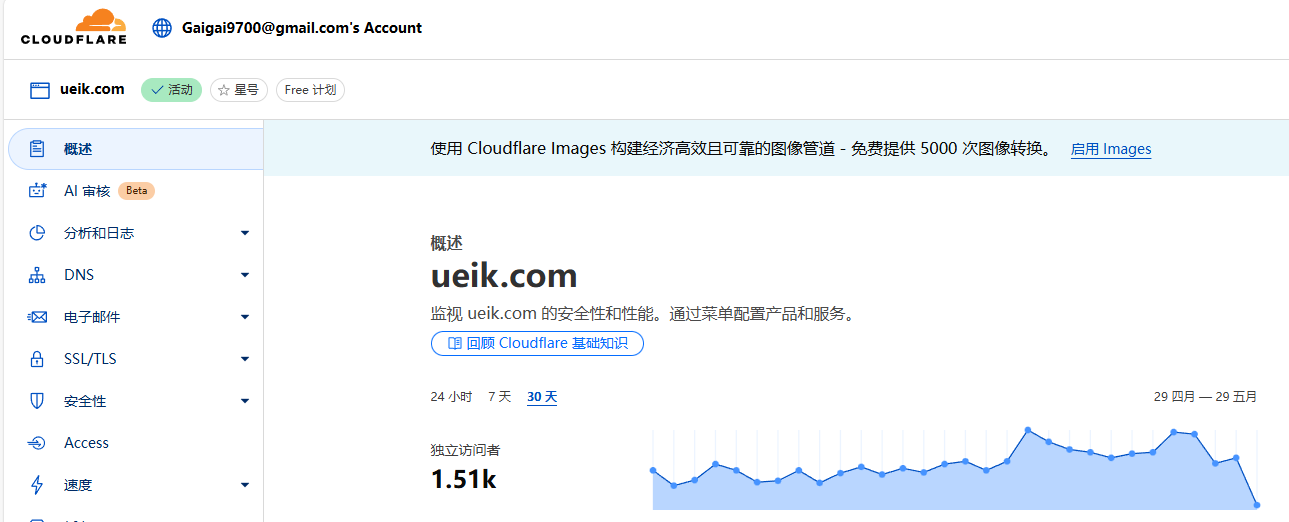 CLOUDFLARE
Gaigai9700@gmail.com's Account
ueik.com 活动 星号 Free 计划
使用 Cloudflare Images 构建经济高效且可靠的图像管道 - 免费提供 5000 次图像转换。 启用 Images
概述
AI 审核 Beta
分析和日志
DNS
电子邮件
SSL/TLS
安全性
Access
速度
概述
ueik.com
监视 ueik.com 的安全性和性能。通过菜单配置产品和服务。
回顾 Cloudflare 基础知识
24 小时 7 天 30 天 29 四月 — 29 五月
独立访问者
1.51k